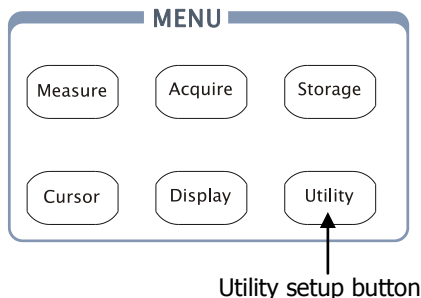 MENU
Measure Acquire Storage
Cursor Display Utility
Utility setup button